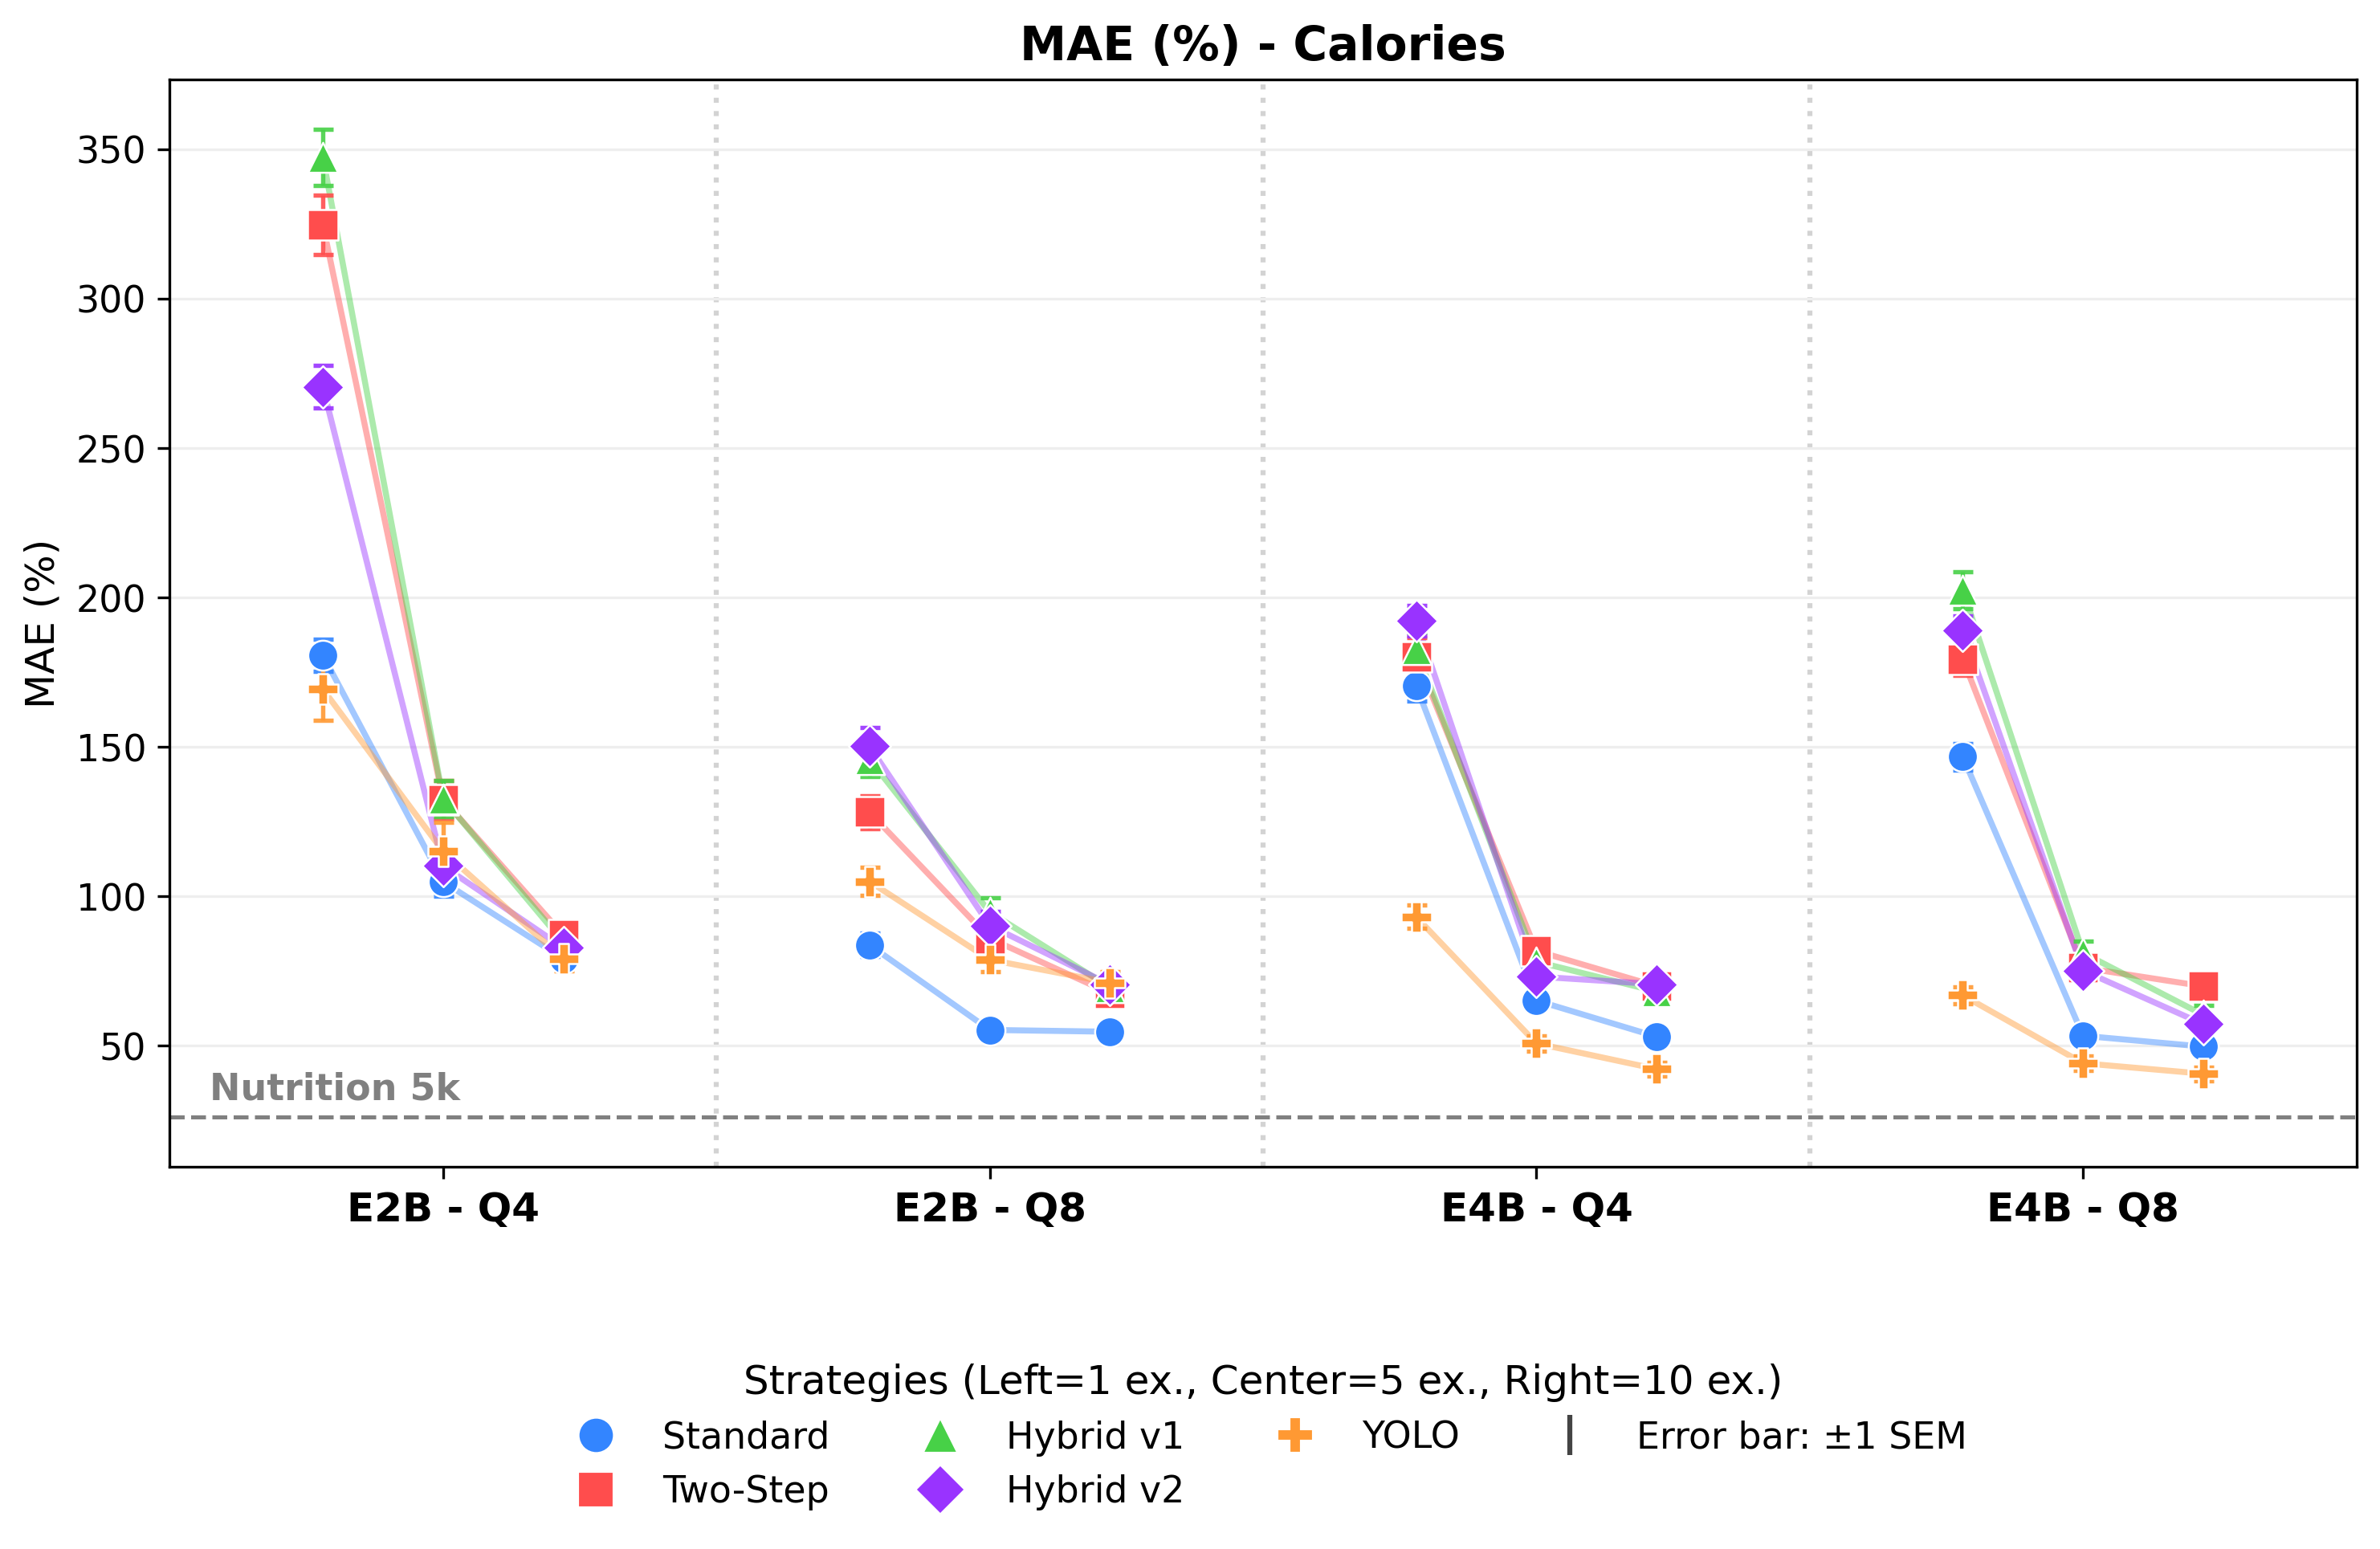 MAE (%) - Calories
MAE (%)
350
300
250
200
150
100
50
Nutrition 5k
E2B - Q4
E2B - Q8
E4B - Q4
E4B - Q8
Strategies (Left=1 ex., Center=5 ex., Right=10 ex.)
Standard
Two-Step
Hybrid v1
Hybrid v2
YOLO
Error bar: ±1 SEM